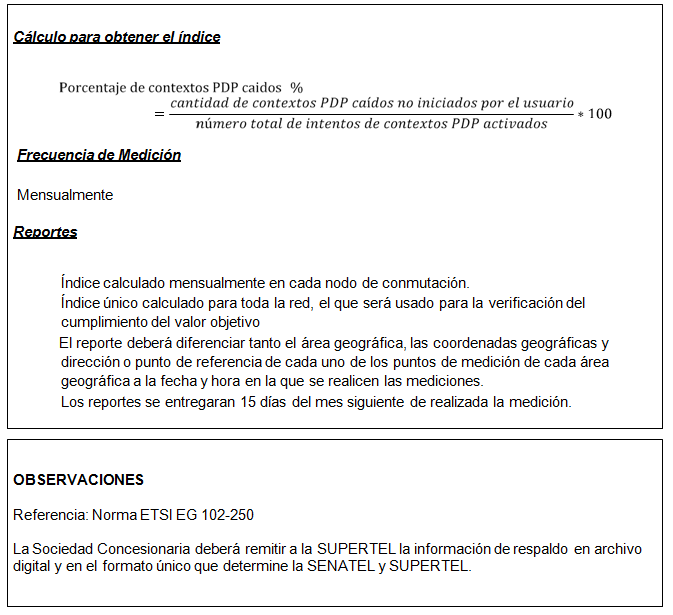 Cálculo para obtener el índice
Porcentaje de contextos PDP caidos %
= cantidad de contextos PDP caídos no iniciados por el usuario / número total de intentos de contextos PDP activados * 100
Frecuencia de Medición
Mensualmente
Reportes
Índice calculado mensualmente en cada nodo de conmutación.
Índice único calculado para toda la red, el que será usado para la verificación del
cumplimiento del valor objetivo
El reporte deberá diferenciar tanto el área geográfica, las coordenadas geográficas y
dirección o punto de referencia de cada uno de los puntos de medición de cada área
geográfica a la fecha y hora en la que se realicen las mediciones.
Los reportes se entregaran 15 días del mes siguiente de realizada la medición.
OBSERVACIONES
Referencia: Norma ETSI EG 102-250
La Sociedad Concesionaria deberá remitir a la SUPERTEL la información de respaldo en archivo
digital y en el formato único que determine la SENATEL y SUPERTEL.